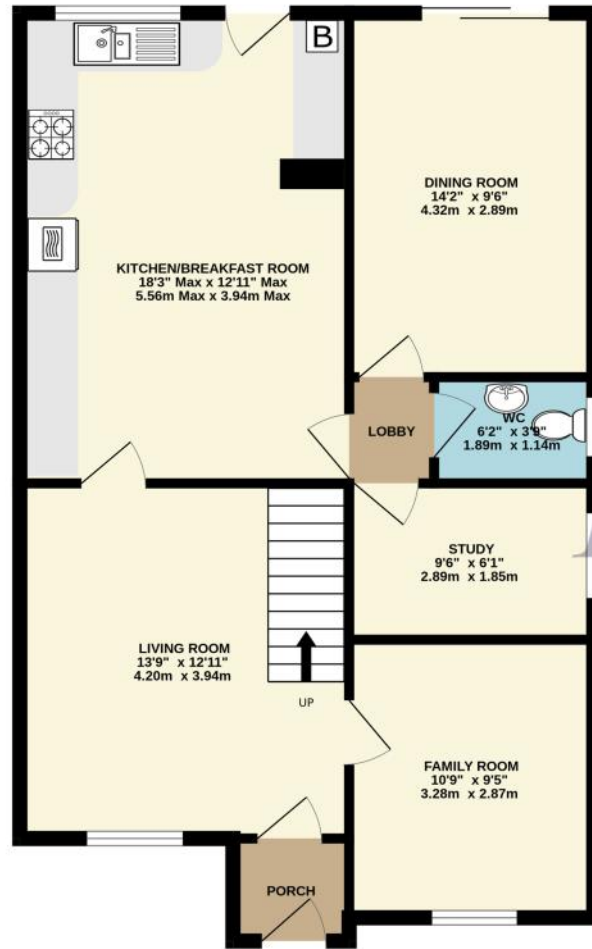 B
DINING ROOM
14'2" x 9'6"
4.32m x 2.89m
KITCHEN/BREAKFAST ROOM
18'3" Max x 12'11" Max
5.56m Max x 3.94m Max
LOBBY
WC
6'2" x 3'9"
1.89m x 1.14m
STUDY
9'6" x 6'1"
2.89m x 1.85m
LIVING ROOM
13'9" x 12'11"
4.20m x 3.94m
UP
FAMILY ROOM
10'9" x 9'5"
3.28m x 2.87m
PORCH